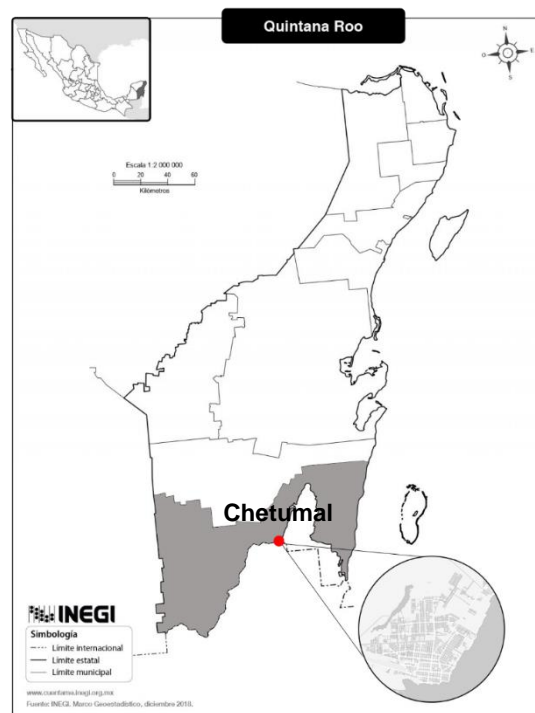 Quintana Roo
N
O
E
S
Escala 1:2 000 000
0 20 40 60
Kilómetros
Chetumal
INEGI
Simbología
Límite internacional
Límite estatal
Límite municipal
www.cuentame.inegi.org.mx
Fuente: INEGI. Marco Geoestadístico, diciembre 2018.